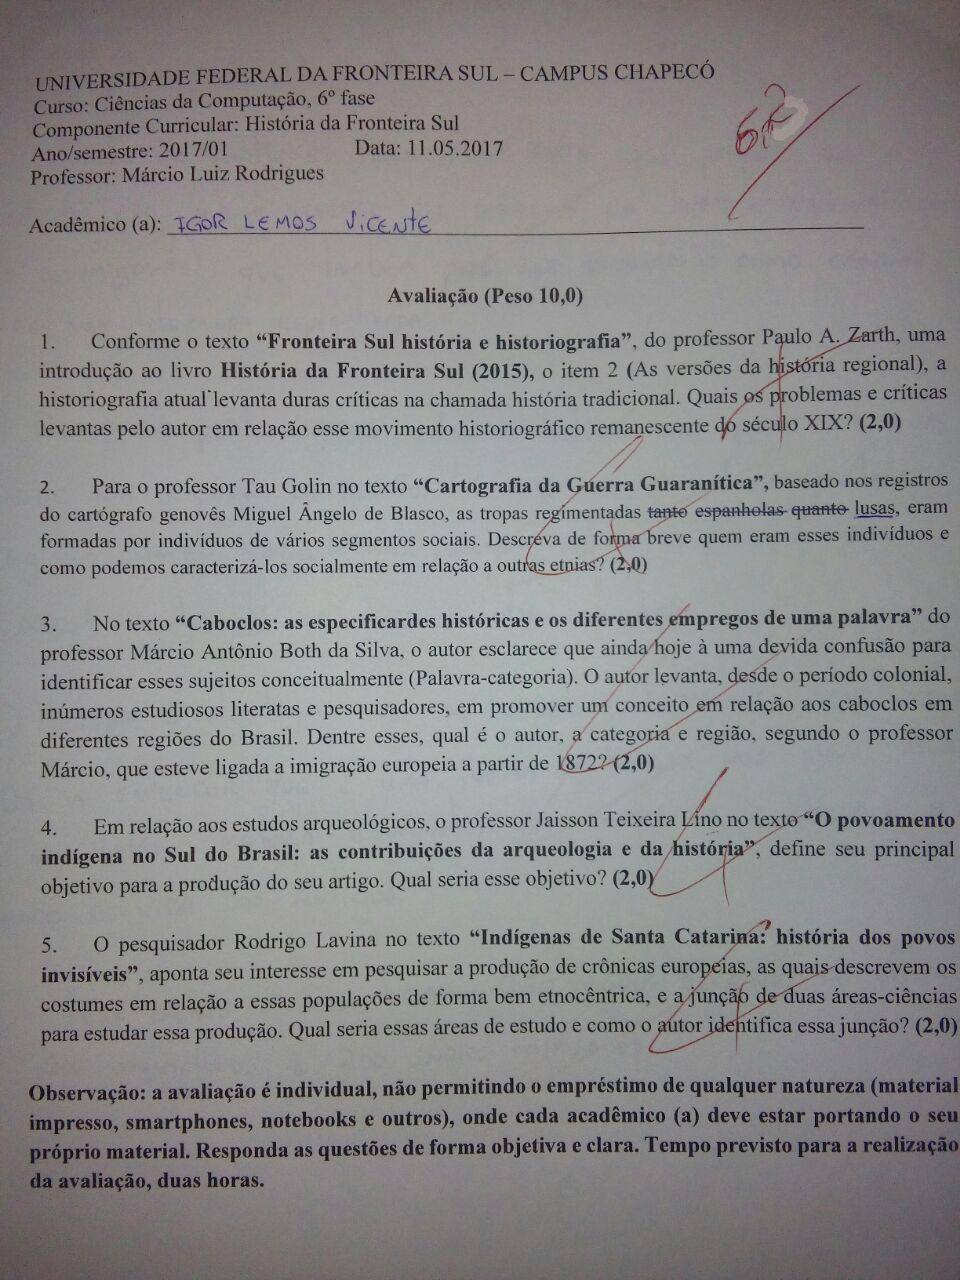 UNIVERSIDADE FEDERAL DA FRONTEIRA SUL – CAMPUS CHAPECÓ
Curso: Ciências da Computação, 6º fase
Componente Curricular: História da Fronteira Sul
Ano/semestre: 2017/01 Data: 11.05.2017
Professor: Márcio Luiz Rodrigues
Acadêmico (a): IGOR LEMOS VICENTE
Avaliação (Peso 10,0)
1. Conforme o texto “Fronteira Sul história e historiografia”, do professor Paulo A. Zarth, uma
introdução ao livro História da Fronteira Sul (2015), o item 2 (As versões da história regional), a
historiografia atual levanta duras críticas na chamada história tradicional. Quais os problemas e críticas
levantas pelo autor em relação esse movimento historiográfico remanescente do século XIX? (2,0)
2. Para o professor Tau Golin no texto “Cartografia da Guerra Guaranítica”, baseado nos registros
do cartógrafo genovês Miguel Ângelo de Blasco, as tropas regimentadas tanto espanholas quanto lusas, eram
formadas por indivíduos de vários segmentos sociais. Descreva de forma breve quem eram esses indivíduos e
como podemos caracterizá-los socialmente em relação a outras etnias? (2,0)
3. No texto “Caboclos: as especificardes históricas e os diferentes empregos de uma palavra” do
professor Márcio Antônio Both da Silva, o autor esclarece que ainda hoje à uma devida confusão para
identificar esses sujeitos conceitualmente (Palavra-categoria). O autor levanta, desde o período colonial,
inúmeros estudiosos literatas e pesquisadores, em promover um conceito em relação aos caboclos em
diferentes regiões do Brasil. Dentre esses, qual é o autor, a categoria e região, segundo o professor
Márcio, que esteve ligada a imigração europeia a partir de 1872? (2,0)
4. Em relação aos estudos arqueológicos, o professor Jaisson Teixeira Lino no texto “O povoamento
indígena no Sul do Brasil: as contribuições da arqueologia e da história”, define seu principal
objetivo para a produção do seu artigo. Qual seria esse objetivo? (2,0)
5. O pesquisador Rodrigo Lavina no texto “Indígenas de Santa Catarina: história dos povos
invisíveis”, aponta seu interesse em pesquisar a produção de crônicas europeias, as quais descrevem os
costumes em relação a essas populações de forma bem etnocêntrica, e a junção de duas áreas-ciências
para estudar essa produção. Qual seria essas áreas de estudo e como o autor identifica essa junção? (2,0)
Observação: a avaliação é individual, não permitindo o empréstimo de qualquer natureza (material
impresso, smartphones, notebooks e outros), onde cada acadêmico (a) deve estar portando o seu
próprio material. Responda as questões de forma objetiva e clara. Tempo previsto para a realização
da avaliação, duas horas.